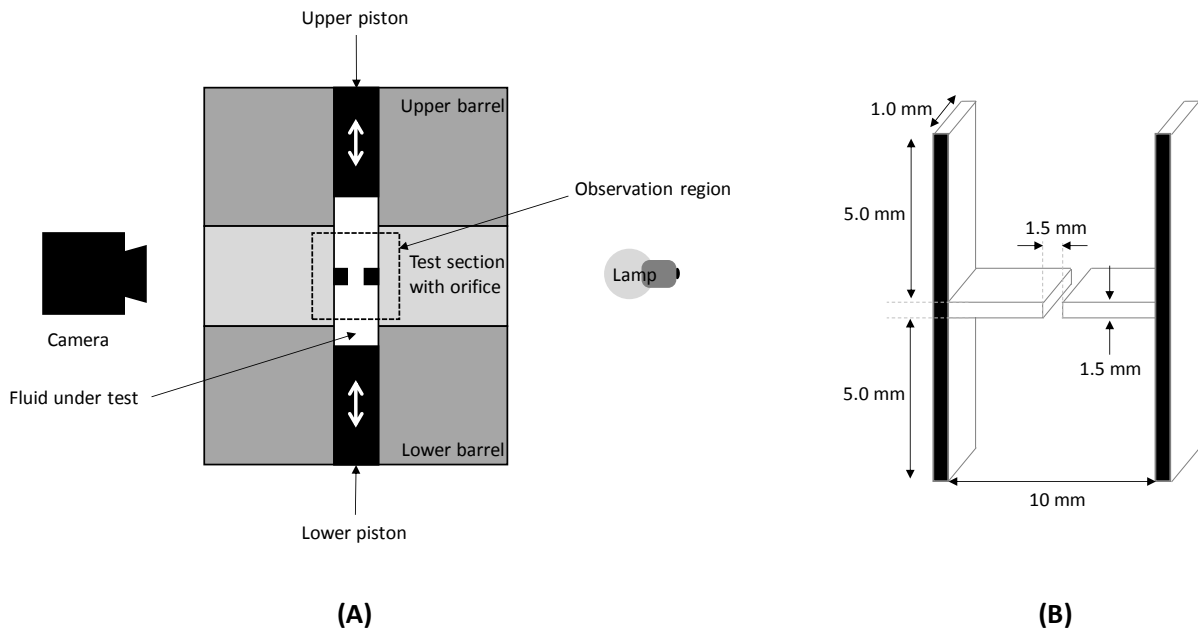 Upper piston
Upper barrel
Observation region
Test section
with orifice
Lamp
Camera
Fluid under test
Lower barrel
Lower piston
(A)
1.0 mm
5.0 mm
1.5 mm
1.5 mm
5.0 mm
10 mm
(B)